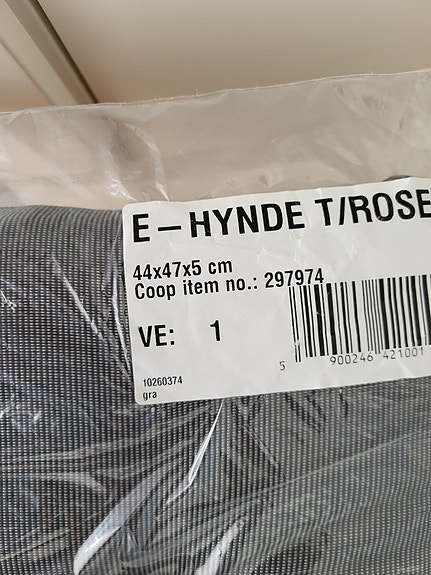 E-HYNDE T/ROSE
44x47x5 cm
Coop item no.: 297974
VE: 1
5 900246 421001
10260374
gra